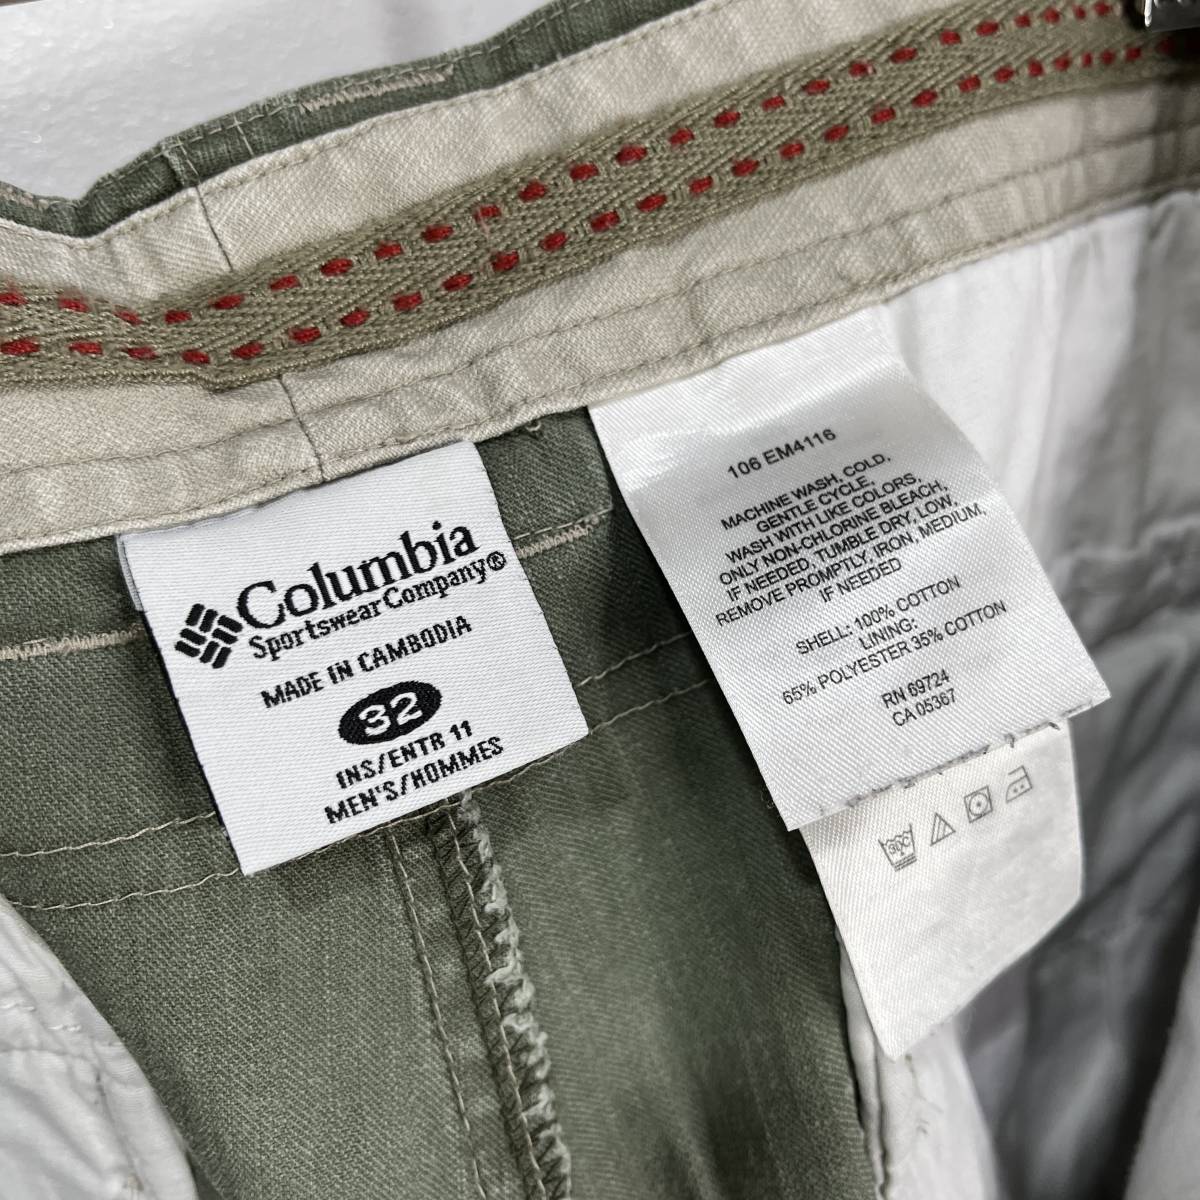 Columbia
Sportswear Company®
MADE IN CAMBODIA
32
INS/ENTR 11
MEN'S/HOMMES
106 EM4116
MACHINE WASH, COLD,
GENTLE CYCLE,
WASH WITH LIKE COLORS,
ONLY NON-CHLORINE BLEACH,
IF NEEDED, TUMBLE DRY, LOW,
REMOVE PROMPTLY, IRON, MEDIUM,
IF NEEDED
SHELL: 100% COTTON
LINING:
65% POLYESTER 35% COTTON
RN 69724
CA 05367